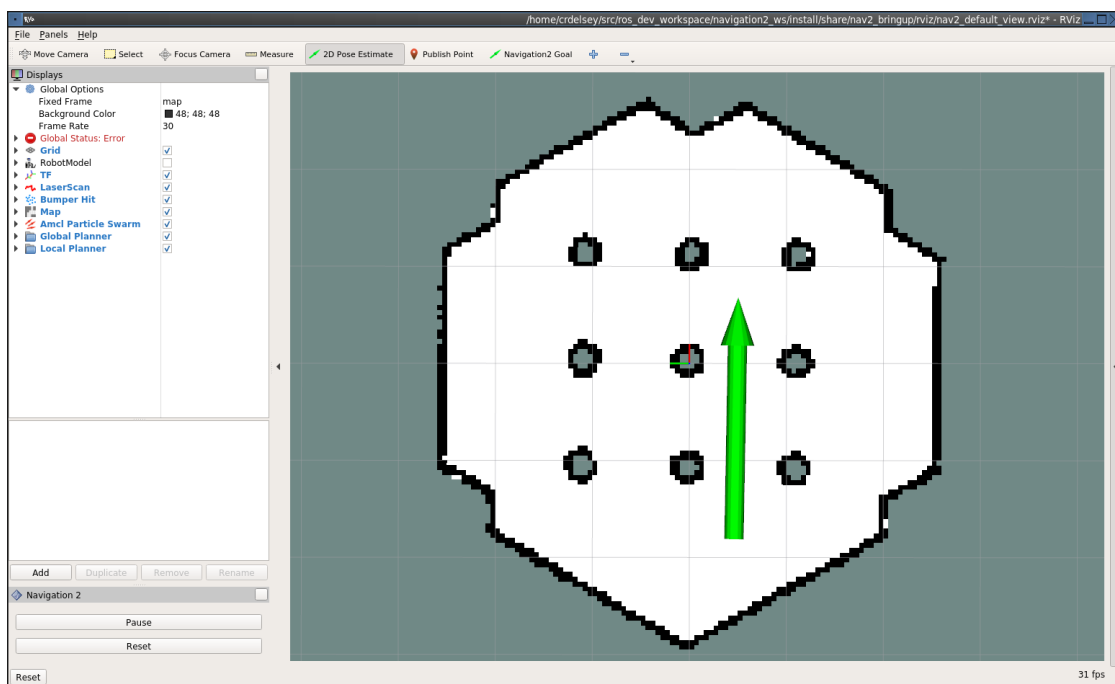 /home/crdelsey/src/ros_dev_workspace/navigation2_ws/install/share/nav2_bringup/rviz/nav2_default_view.rviz* - RViz
File Panels Help
Move Camera Select Focus Camera Measure 2D Pose Estimate Publish Point Navigation2 Goal
Displays
Global Options
Fixed Frame map
Background Color 48; 48; 48
Frame Rate 30
Global Status: Error
Grid
RobotModel
TF
LaserScan
Bumper Hit
Map
Amcl Particle Swarm
Global Planner
Local Planner
Add Duplicate Remove Rename
Navigation 2
Pause
Reset
Reset 31 fps